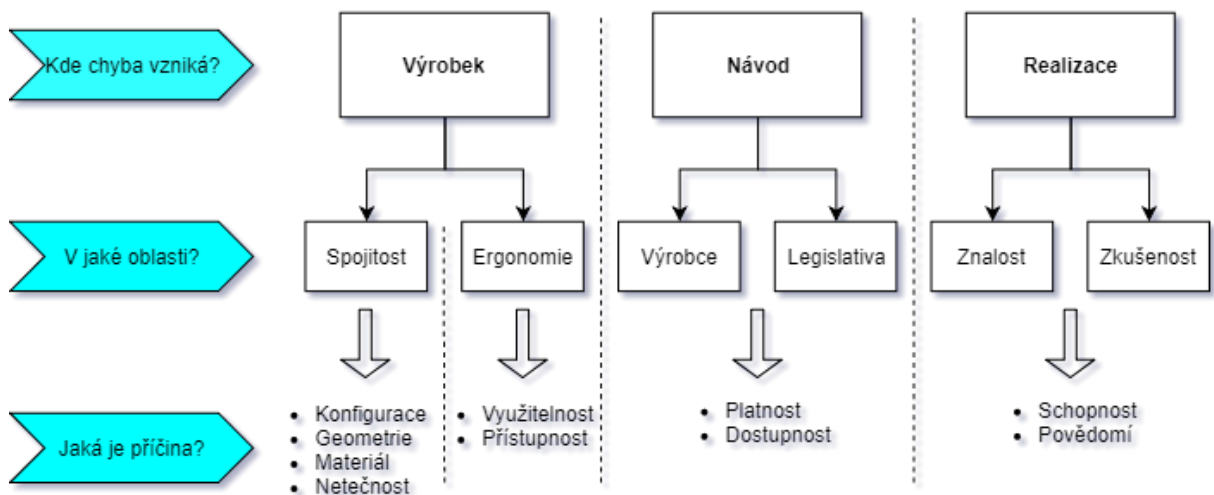 Kde chyba vzniká?
Výrobek
Návod
Realizace
V jaké oblasti?
Spojitost
Ergonomie
Výrobce
Legislativa
Znalost
Zkušenost
Jaká je příčina?
• Konfigurace
• Geometrie
• Materiál
• Netečnost
• Využitelnost
• Přístupnost
• Platnost
• Dostupnost
• Schopnost
• Povědomí